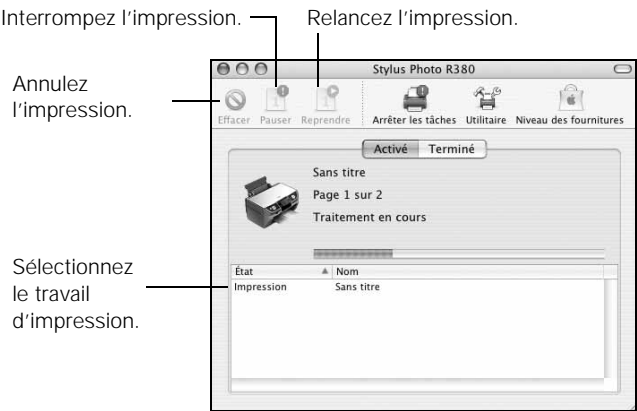 Interrompez l'impression.
Relancez l'impression.
Annulez
l'impression.
Sélectionnez
le travail
d'impression.
Stylus Photo R380
Effacer Pauser Reprendre Arrêter les tâches Utilitaire Niveau des fournitures
Activé Terminé
Sans titre
Page 1 sur 2
Traitement en cours
État Nom
Impression Sans titre